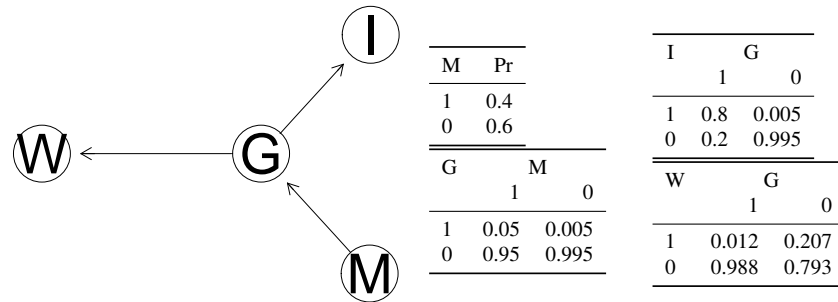 I
W
G
M
M Pr
1 0.4
0 0.6
G M
1 0
1 0.05 0.005
0 0.95 0.995
I G
1 0
1 0.8 0.005
0 0.2 0.995
W G
1 0
1 0.012 0.207
0 0.988 0.793